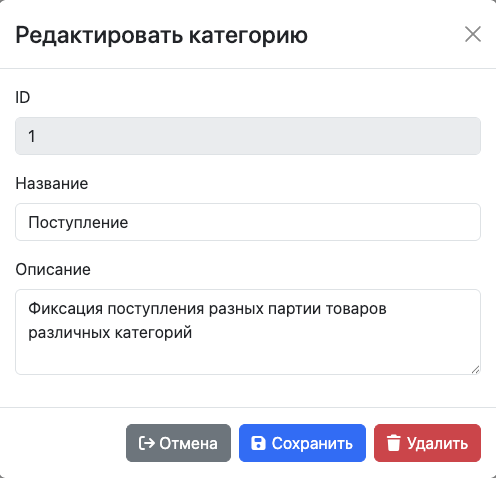 Редактировать категорию
ID
1
Название
Поступление
Описание
Фиксация поступления разных партии товаров
различных категорий
Отмена
Сохранить
Удалить